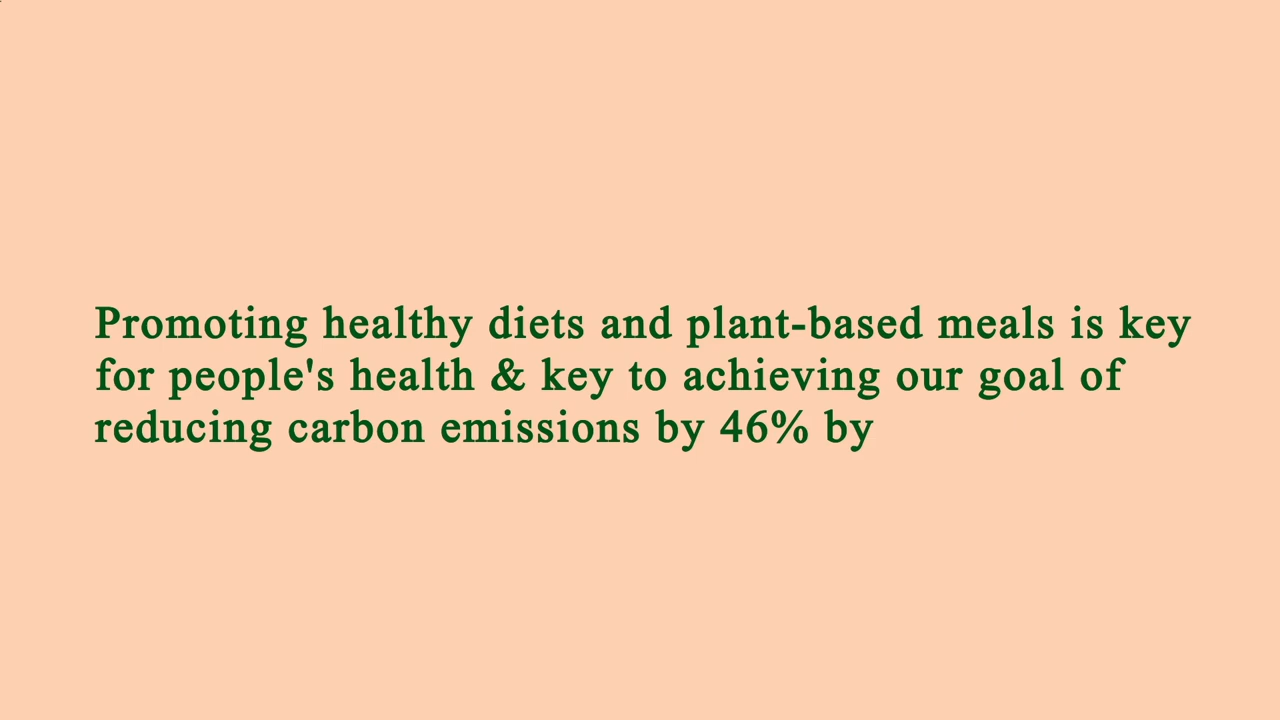 Promoting healthy diets and plant-based meals is key
for people's health & key to achieving our goal of
reducing carbon emissions by 46% by